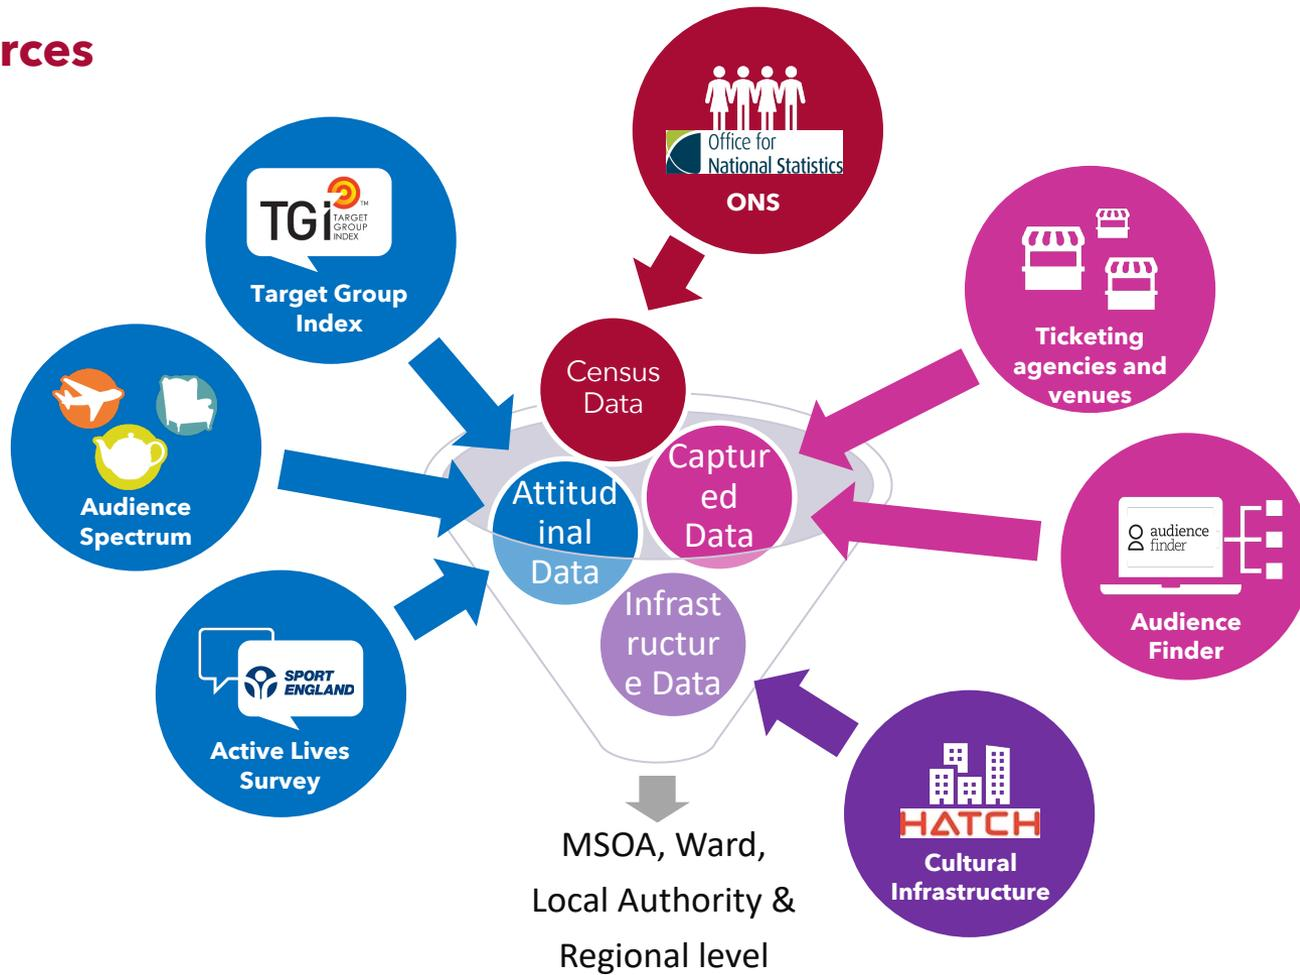 rces
Office for
National Statistics
ONS
TGI™
TARGET
GROUP
INDEX
Target Group
Index
Ticketing
agencies and
venues
Census
Data
Audience
Spectrum
Attitud
inal
Data
Captur
ed
Data
audience
finder
Audience
Finder
Infrast
ructur
e Data
SPORT
ENGLAND
Active Lives
Survey
HATCH
Cultural
Infrastructure
MSOA, Ward,
Local Authority &
Regional level